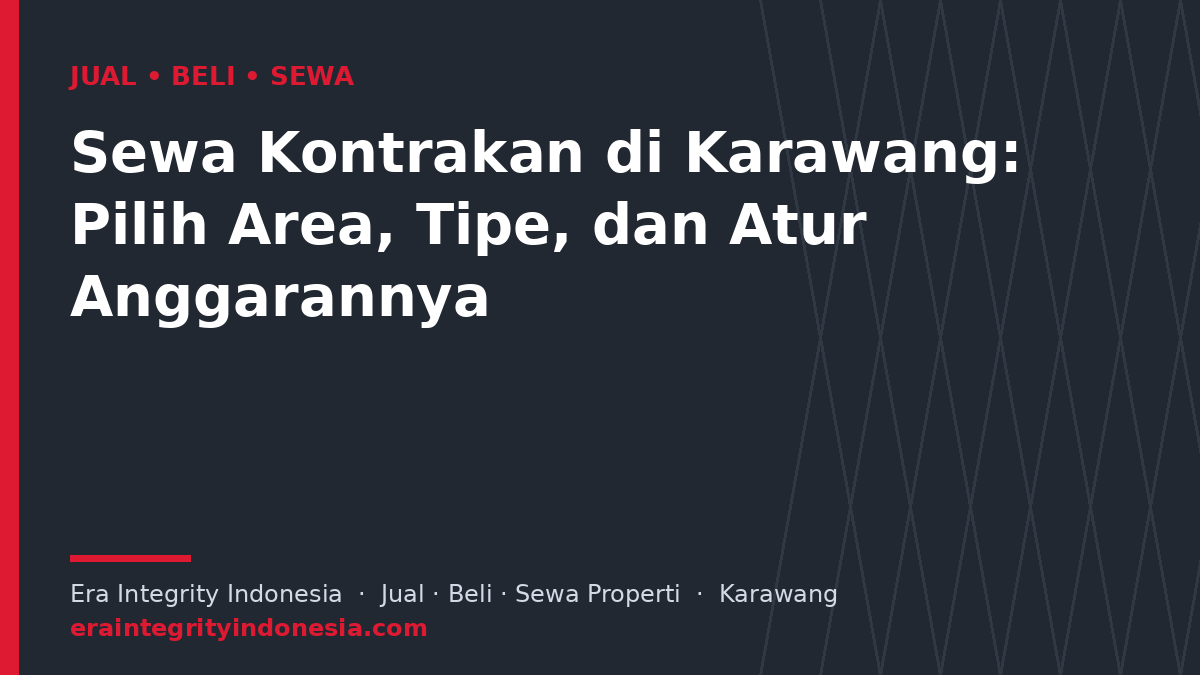 JUAL • BELI • SEWA
Sewa Kontrakan di Karawang:
Pilih Area, Tipe, dan Atur
Anggarannya
Era Integrity Indonesia · Jual · Beli · Sewa Properti · Karawang
eraintegrityindonesia.com